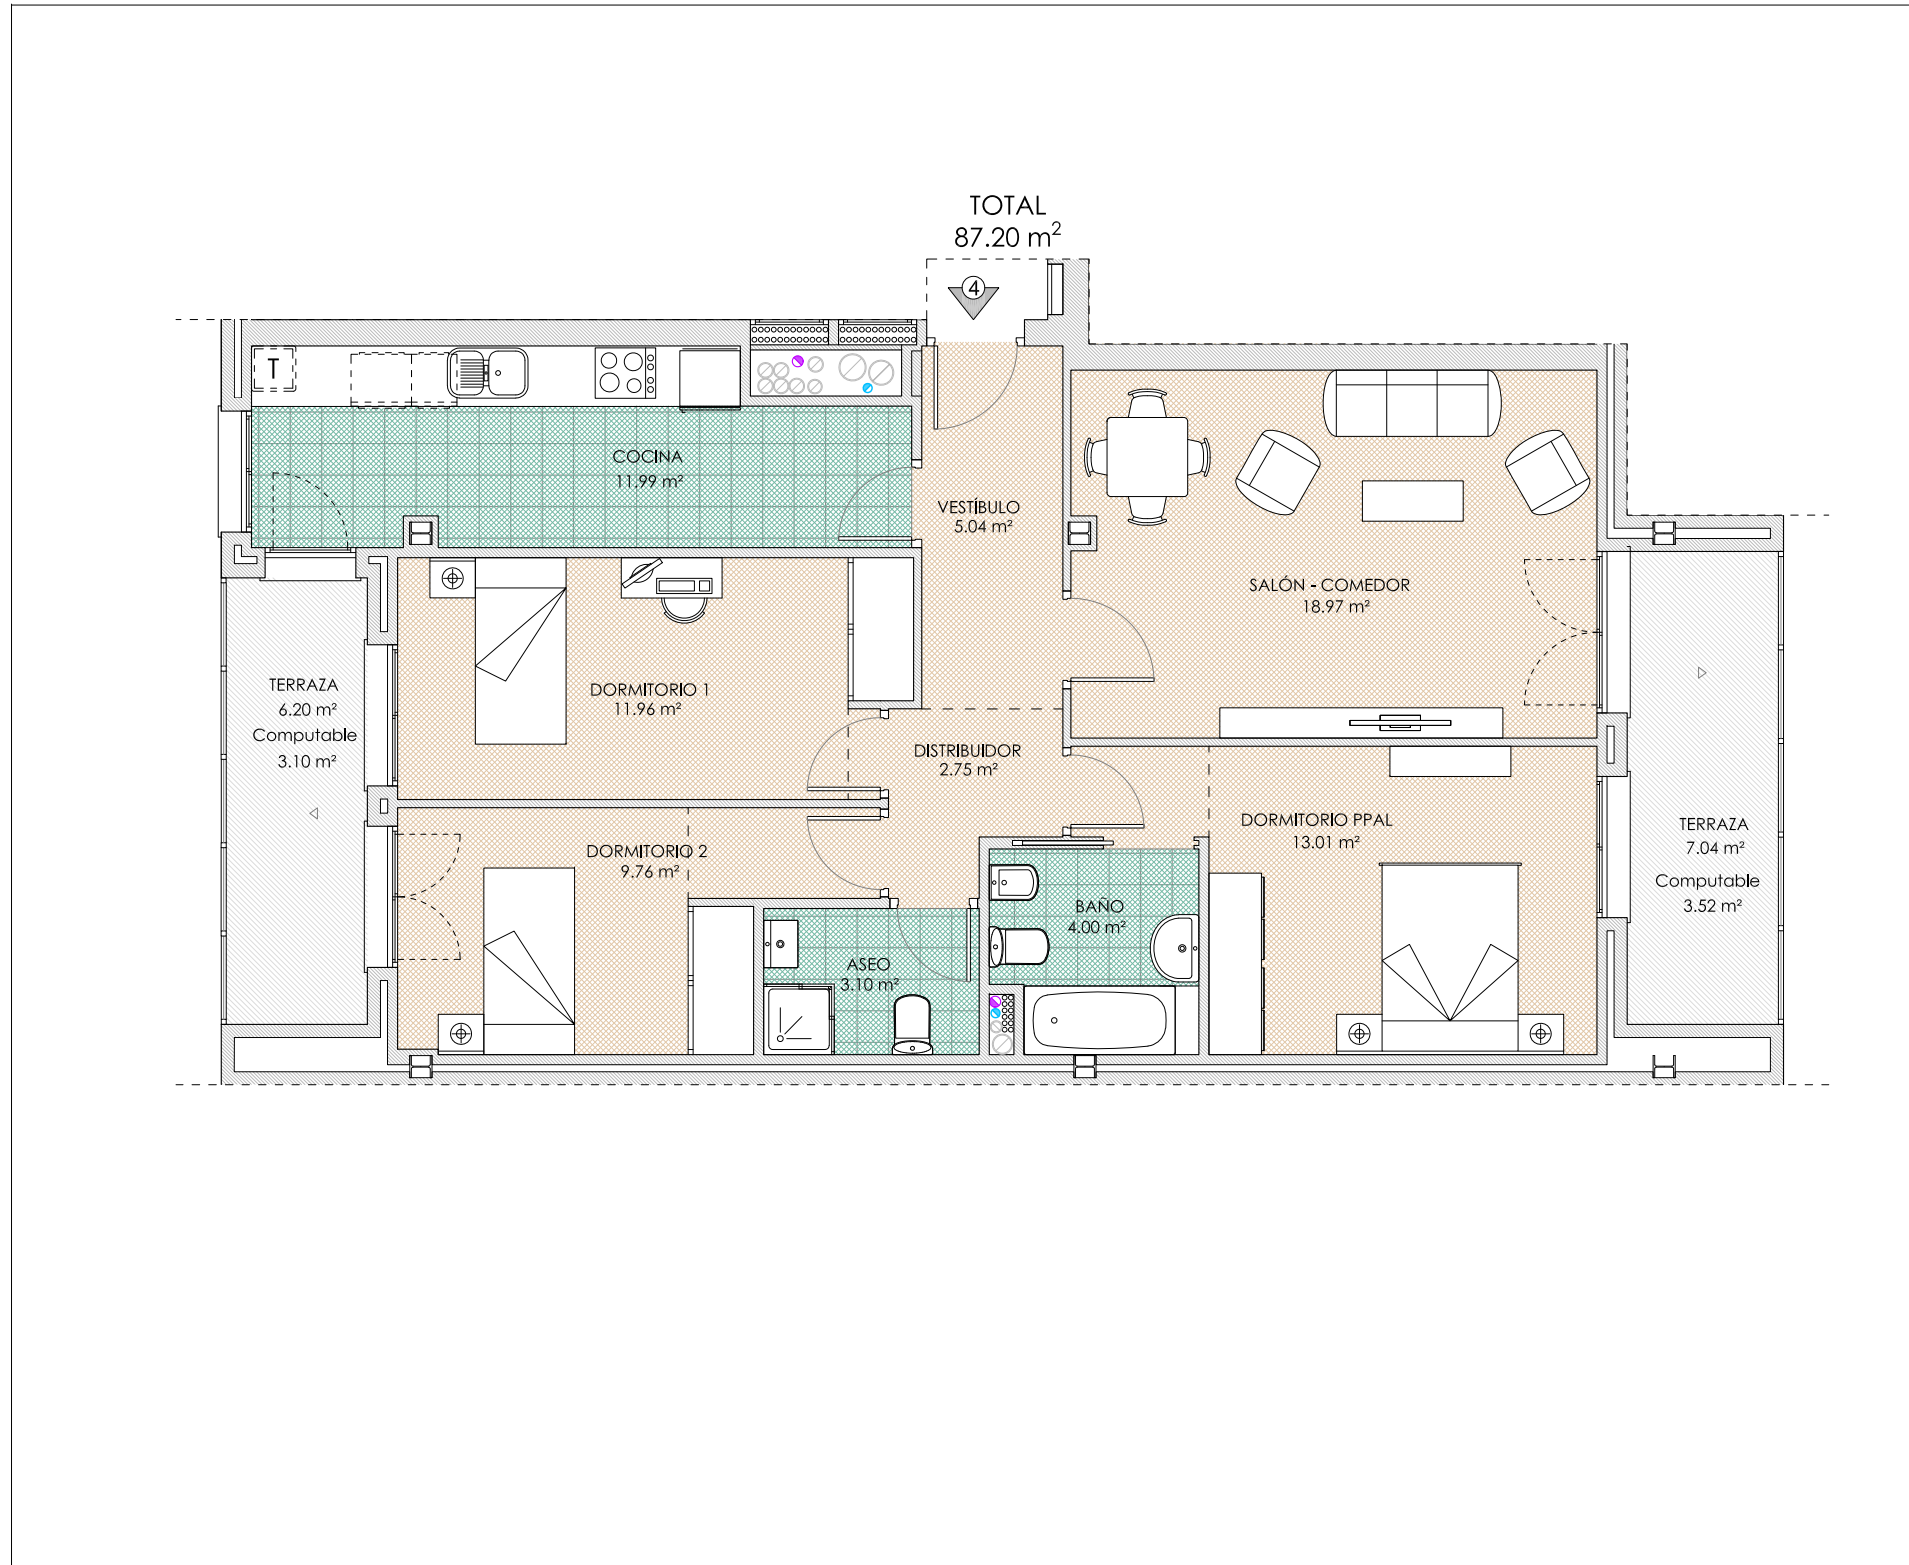 TOTAL
87.20 m²
4
T
COCINA
11.99 m²
VESTÍBULO
5.04 m²
SALÓN - COMEDOR
18.97 m²
TERRAZA
6.20 m²
Computable
3.10 m²
DORMITORIO 1
11.96 m²
DISTRIBUIDOR
2.75 m²
DORMITORIO PPAL
13.01 m²
TERRAZA
7.04 m²
Computable
3.52 m²
DORMITORIO 2
9.76 m²
BAÑO
4.00 m²
ASEO
3.10 m²